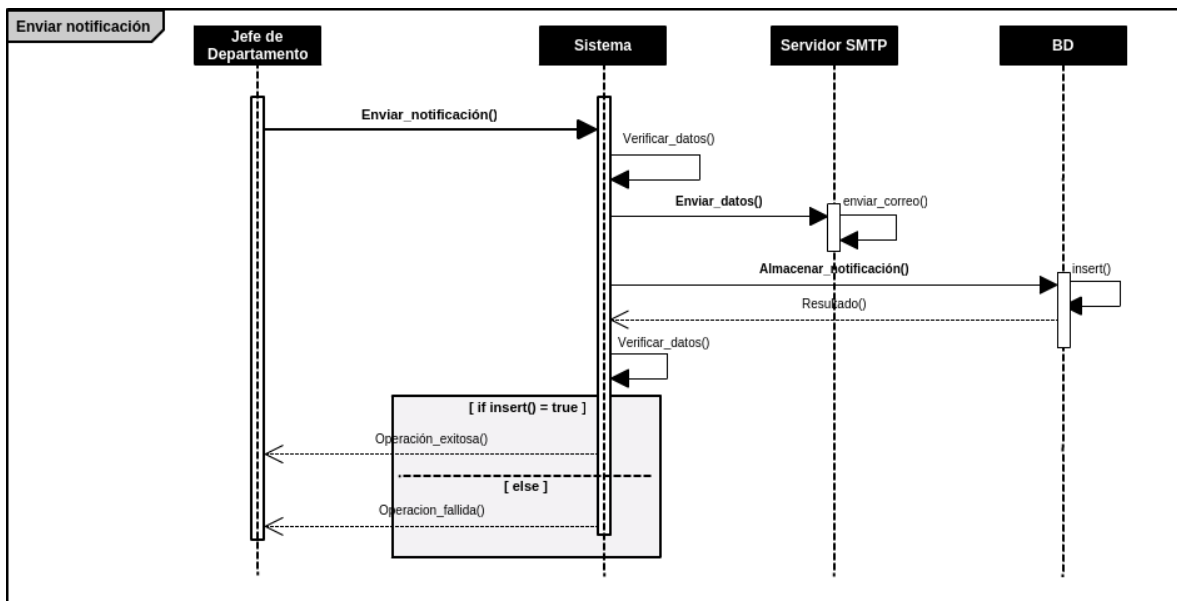 Enviar notificación
Jefe de
Departamento
Sistema
Servidor SMTP
BD
Enviar_notificación()
Verificar_datos()
Enviar_datos()
enviar_correo()
Almacenar_notificación()
insert()
Resultado()
Verificar_datos()
[ if insert() = true ]
Operación_exitosa()
[ else ]
Operacion_fallida()